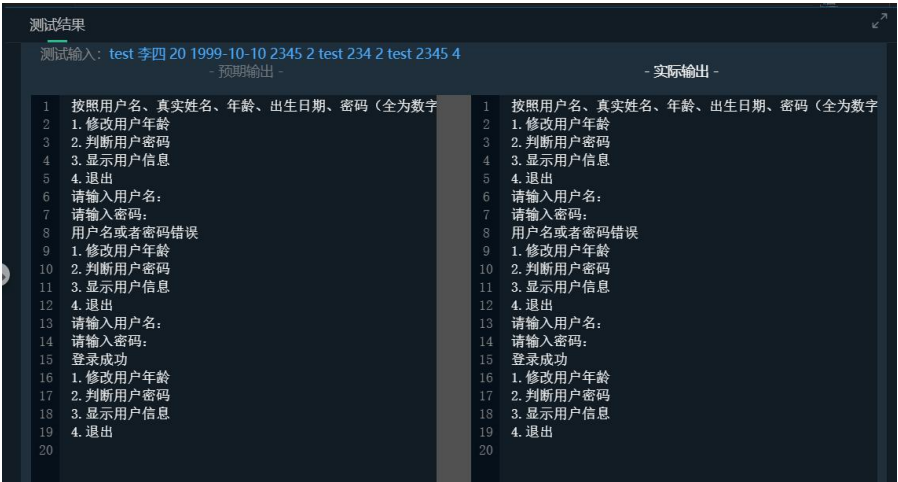 测试结果
测试输入：test 李四 20 1999-10-10 2345 2 test 234 2 test 2345 4
- 预期输出 -
1 按照用户名、真实姓名、年龄、出生日期、密码（全为数字
2 1.修改用户年龄
3 2.判断用户密码
4 3.显示用户信息
5 4.退出
6 请输入用户名：
7 请输入密码：
8 用户名或者密码错误
9 1.修改用户年龄
10 2.判断用户密码
11 3.显示用户信息
12 4.退出
13 请输入用户名：
14 请输入密码：
15 登录成功
16 1.修改用户年龄
17 2.判断用户密码
18 3.显示用户信息
19 4.退出
20
- 实际输出 -
1 按照用户名、真实姓名、年龄、出生日期、密码（全为数字
2 1.修改用户年龄
3 2.判断用户密码
4 3.显示用户信息
5 4.退出
6 请输入用户名：
7 请输入密码：
8 用户名或者密码错误
9 1.修改用户年龄
10 2.判断用户密码
11 3.显示用户信息
12 4.退出
13 请输入用户名：
14 请输入密码：
15 登录成功
16 1.修改用户年龄
17 2.判断用户密码
18 3.显示用户信息
19 4.退出
20